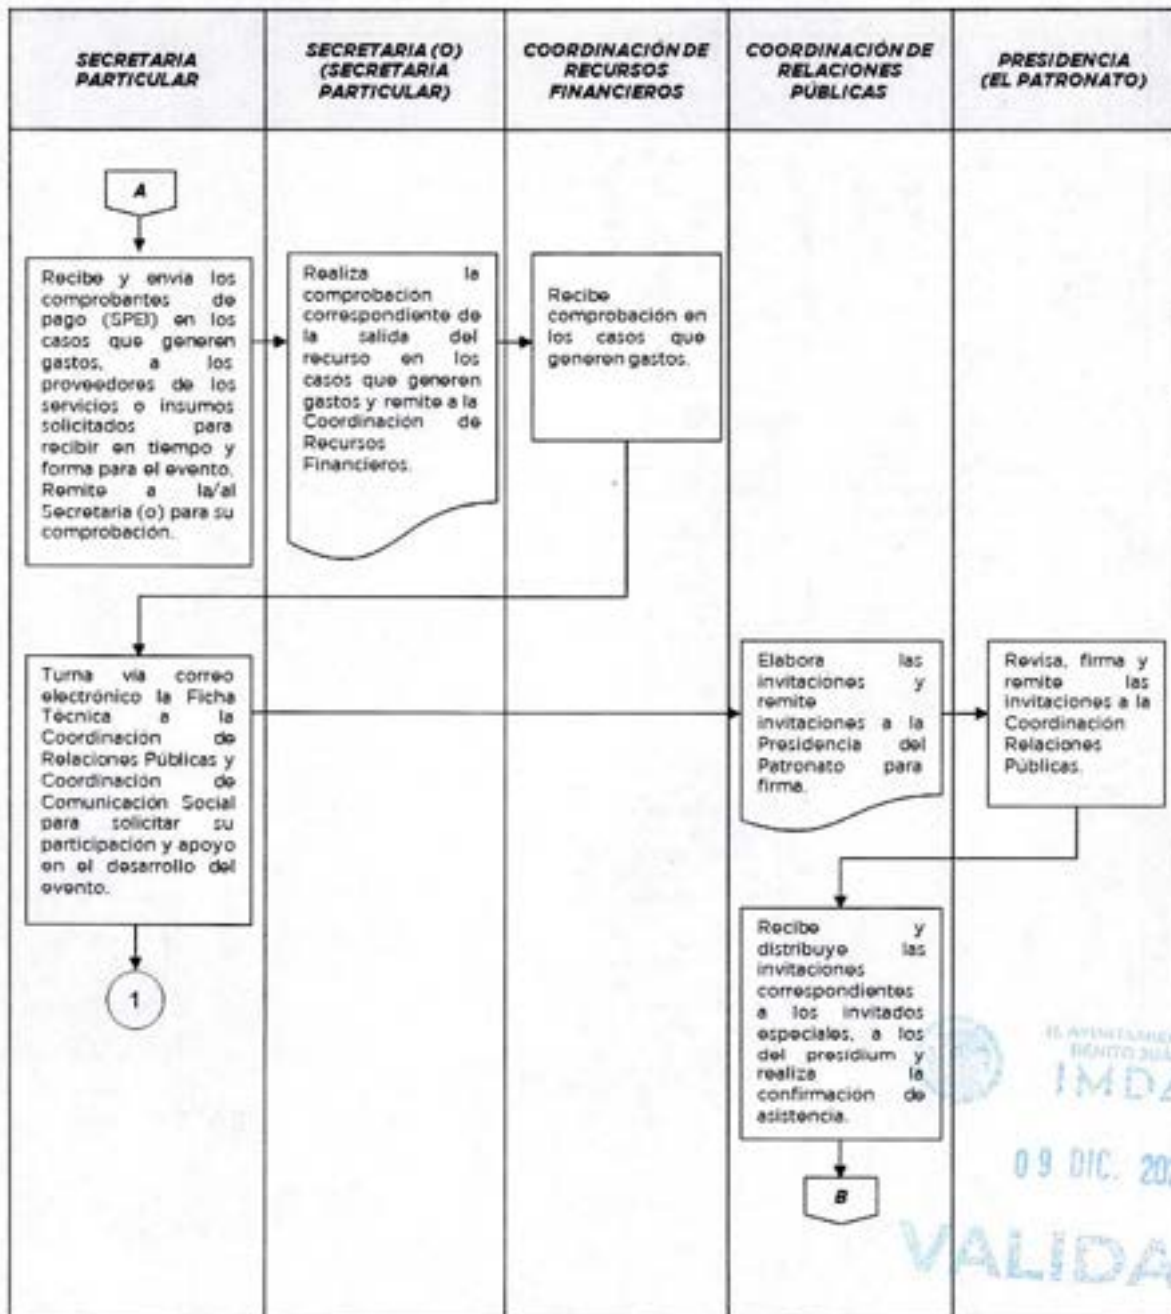 SECRETARIA
PARTICULAR
SECRETARIA (O)
(SECRETARIA
PARTICULAR)
COORDINACIÓN DE
RECURSOS
FINANCIEROS
COORDINACIÓN DE
RELACIONES
PÚBLICAS
PRESIDENCIA
(EL PATRONATO)
A
Recibe y envia los
comprobantes de
pago (SPEI) en los
casos que generen
gastos, a los
proveedores de los
servicios o insumos
solicitados para
recibir en tiempo y
forma para el evento.
Remite a la/al
Secretaria (o) para su
comprobación.
Realiza la
comprobación
correspondiente de
la salida del
recurso en los
casos que generen
gastos y remite a la
Coordinación de
Recursos
Financieros.
Recibe
comprobación en
los casos que
generen gastos.
Turna vía correo
electrónico la Ficha
Técnica a la
Coordinación de
Relaciones Públicas y
Coordinación de
Comunicación Social
para solicitar su
participación y apoyo
en el desarrollo del
evento.
1
Elabora las
invitaciones y
remite
invitaciones a la
Presidencia del
Patronato para
firma.
Revisa, firma y
remite las
invitaciones a la
Coordinación
Relaciones
Públicas.
Recibe y
distribuye las
invitaciones
correspondientes
a los invitados
especiales, a los
del presídium y
realiza la
confirmación de
asistencia.
B
IMDA
09 DIC. 202
VALIDA